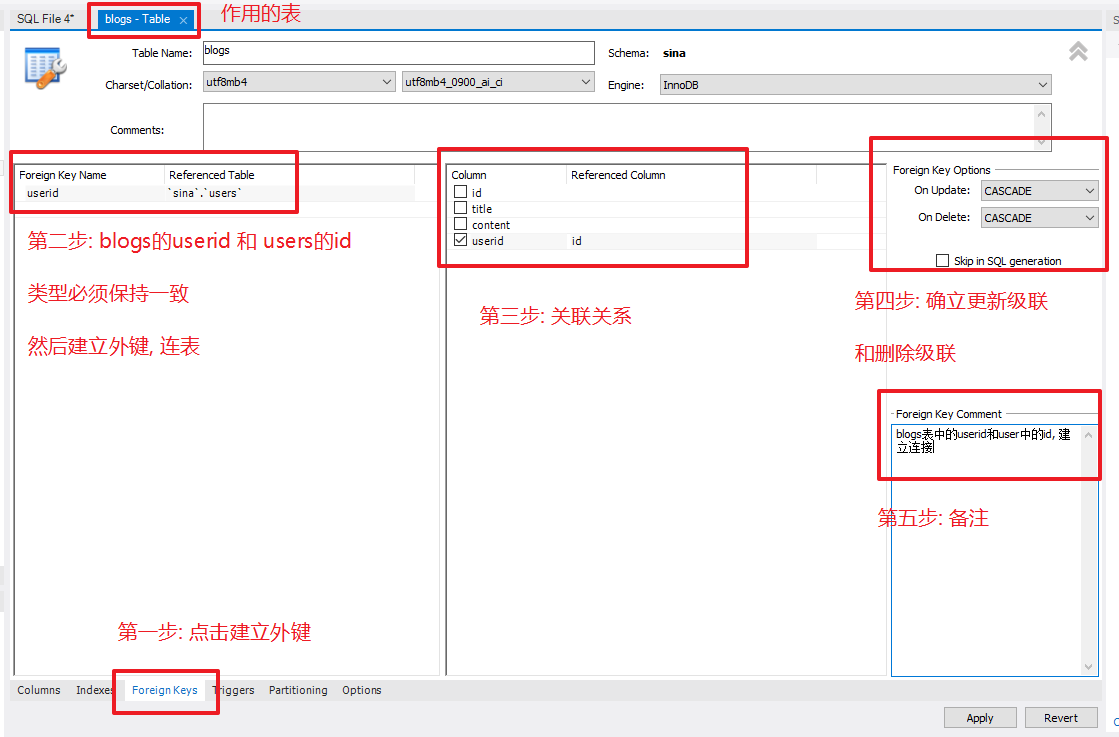 SQL File 4*
blogs - Table ×
作用的表
Table Name:
blogs
Schema:
sina
Charset/Collation:
utf8mb4
utf8mb4_0900_ai_ci
Engine:
InnoDB
Comments:
Foreign Key Name
Referenced Table
userid
`sina`.`users`
第二步: blogs的userid 和 users的id
类型必须保持一致
然后建立外键, 连表
Column
Referenced Column
id
title
content
userid
id
第三步: 关联关系
Foreign Key Options
On Update:
CASCADE
On Delete:
CASCADE
Skip in SQL generation
第四步: 确立更新级联
和删除级联
Foreign Key Comment
blogs表中的userid和user中的id, 建
立连接
第五步: 备注
第一步: 点击建立外键
Columns
Indexes
Foreign Keys
Triggers
Partitioning
Options
Apply
Revert